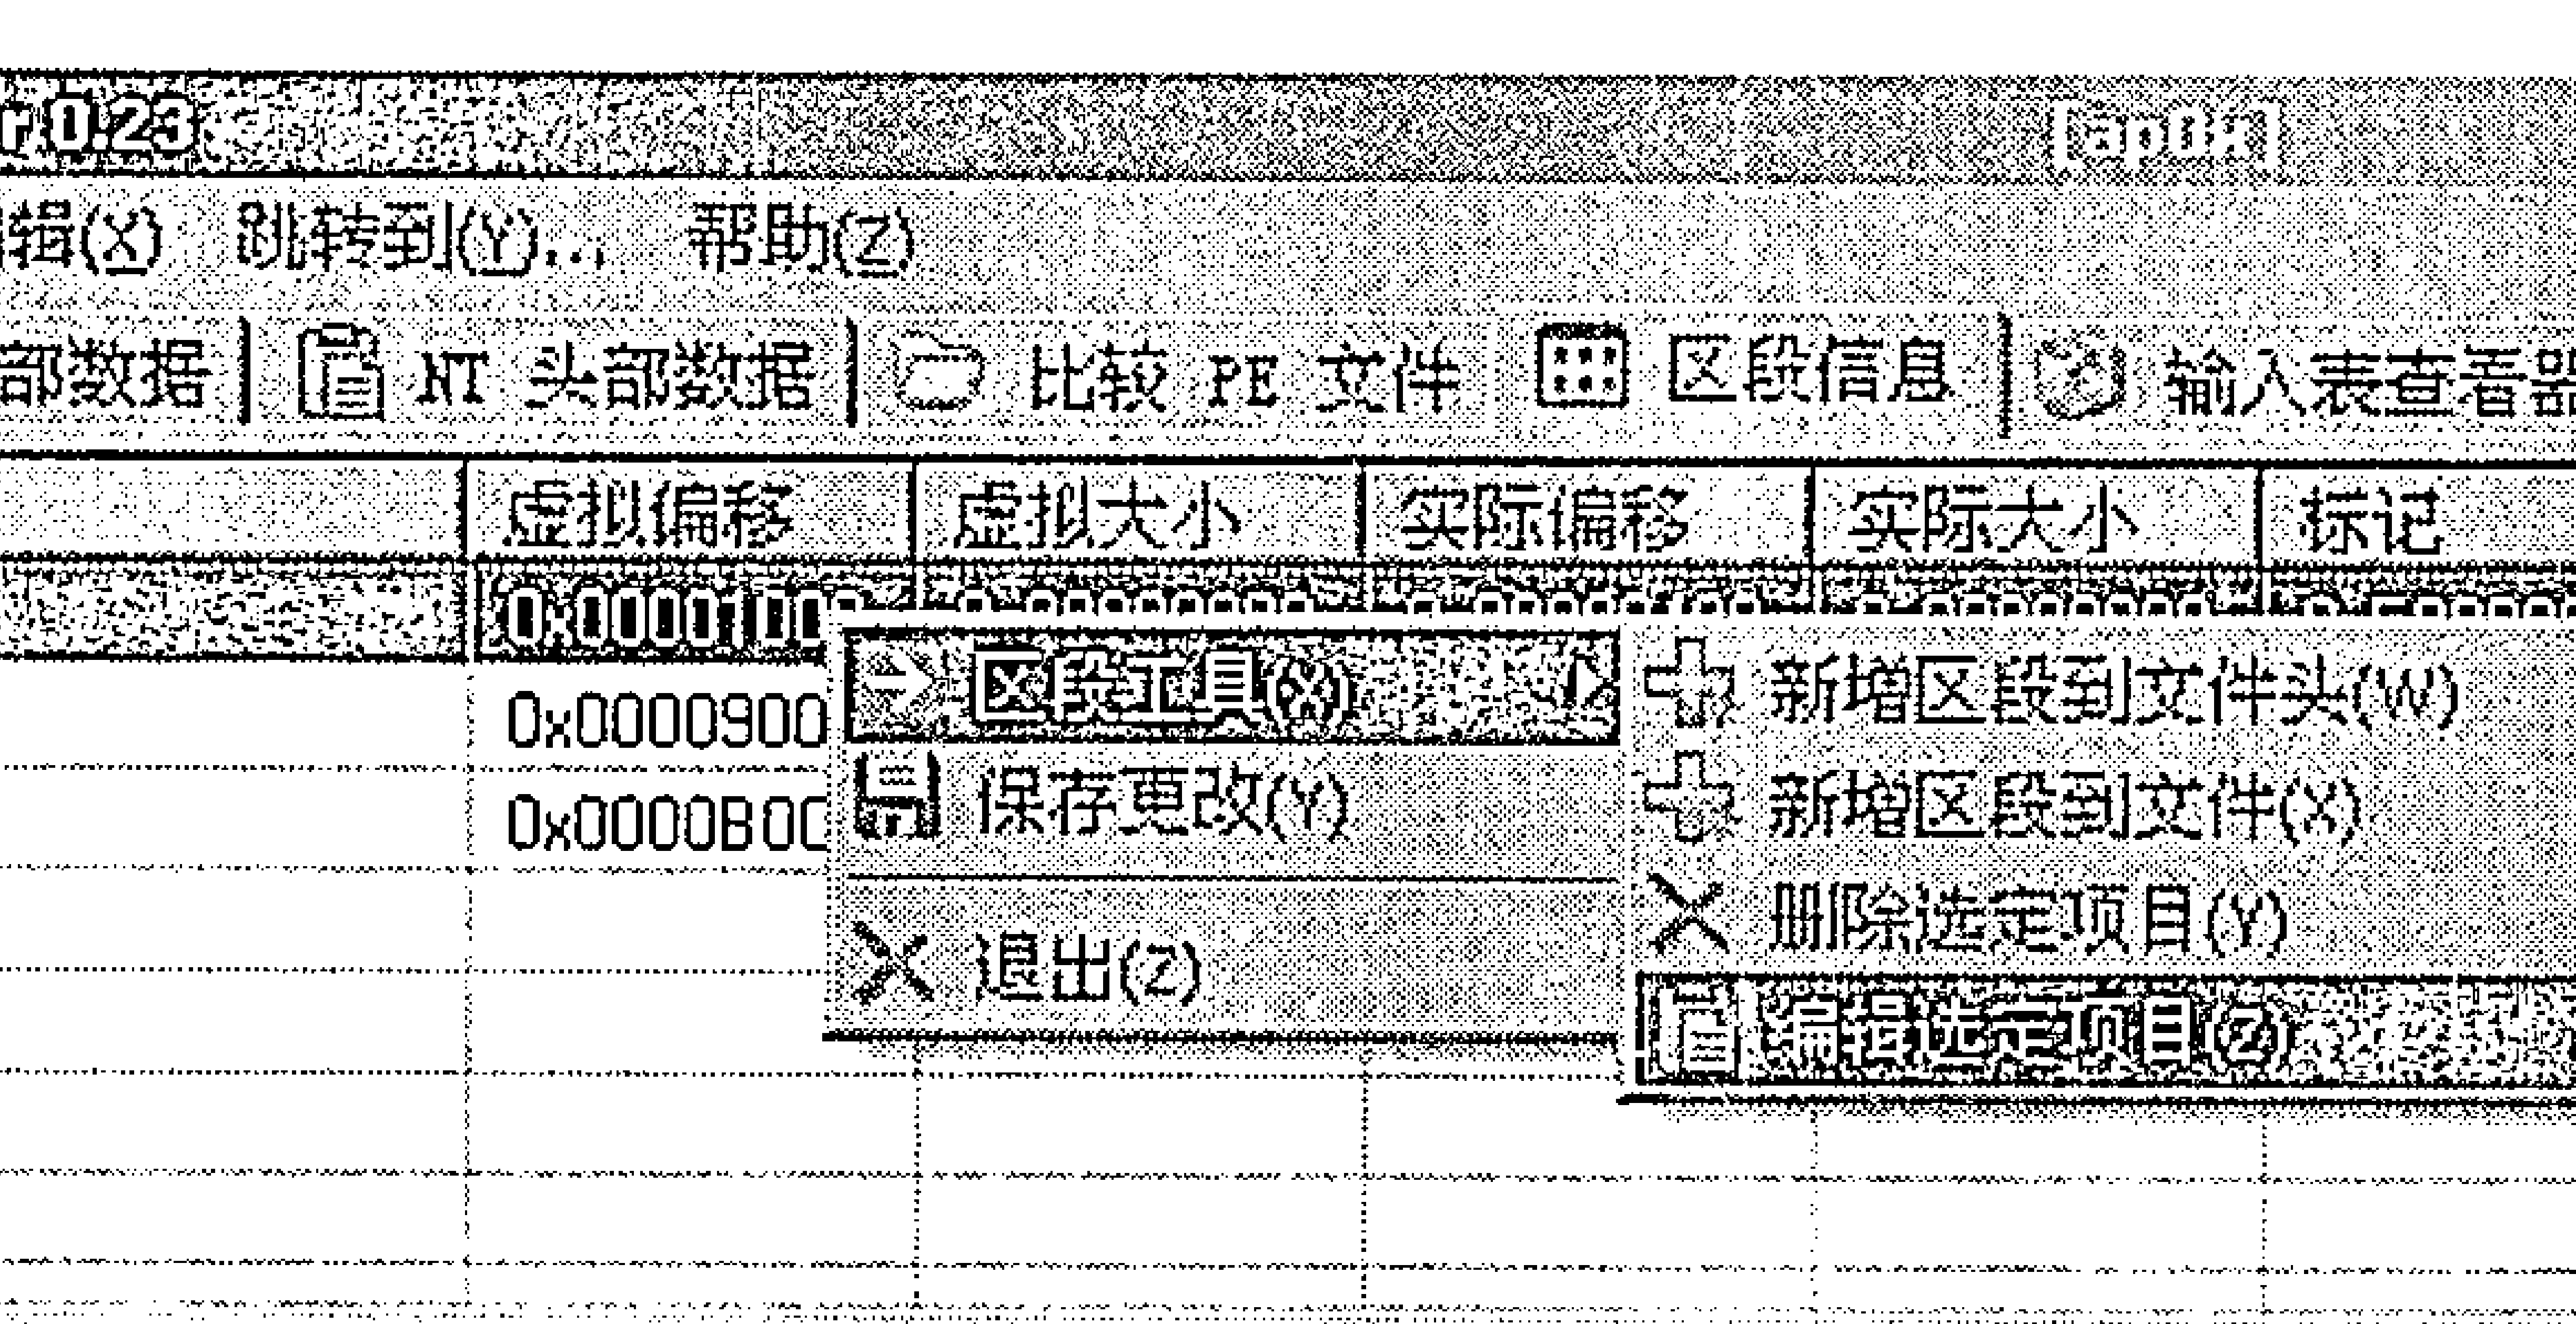 r 0.23 [ap0x]
辑(X) 跳转到(Y)... 帮助(Z)
部数据 NT 头部数据 比较 PE 文件 区段信息 输入表查看器
虚拟偏移 虚拟大小 实际偏移 实际大小 标记
0x0000100
区段工具(X) 新增区段到文件头(W)
0x0000900
保存更改(Y) 新增区段到文件(X)
0x0000B00
删除选定项目(Y)
退出(Z)
编辑选定项目(Z)